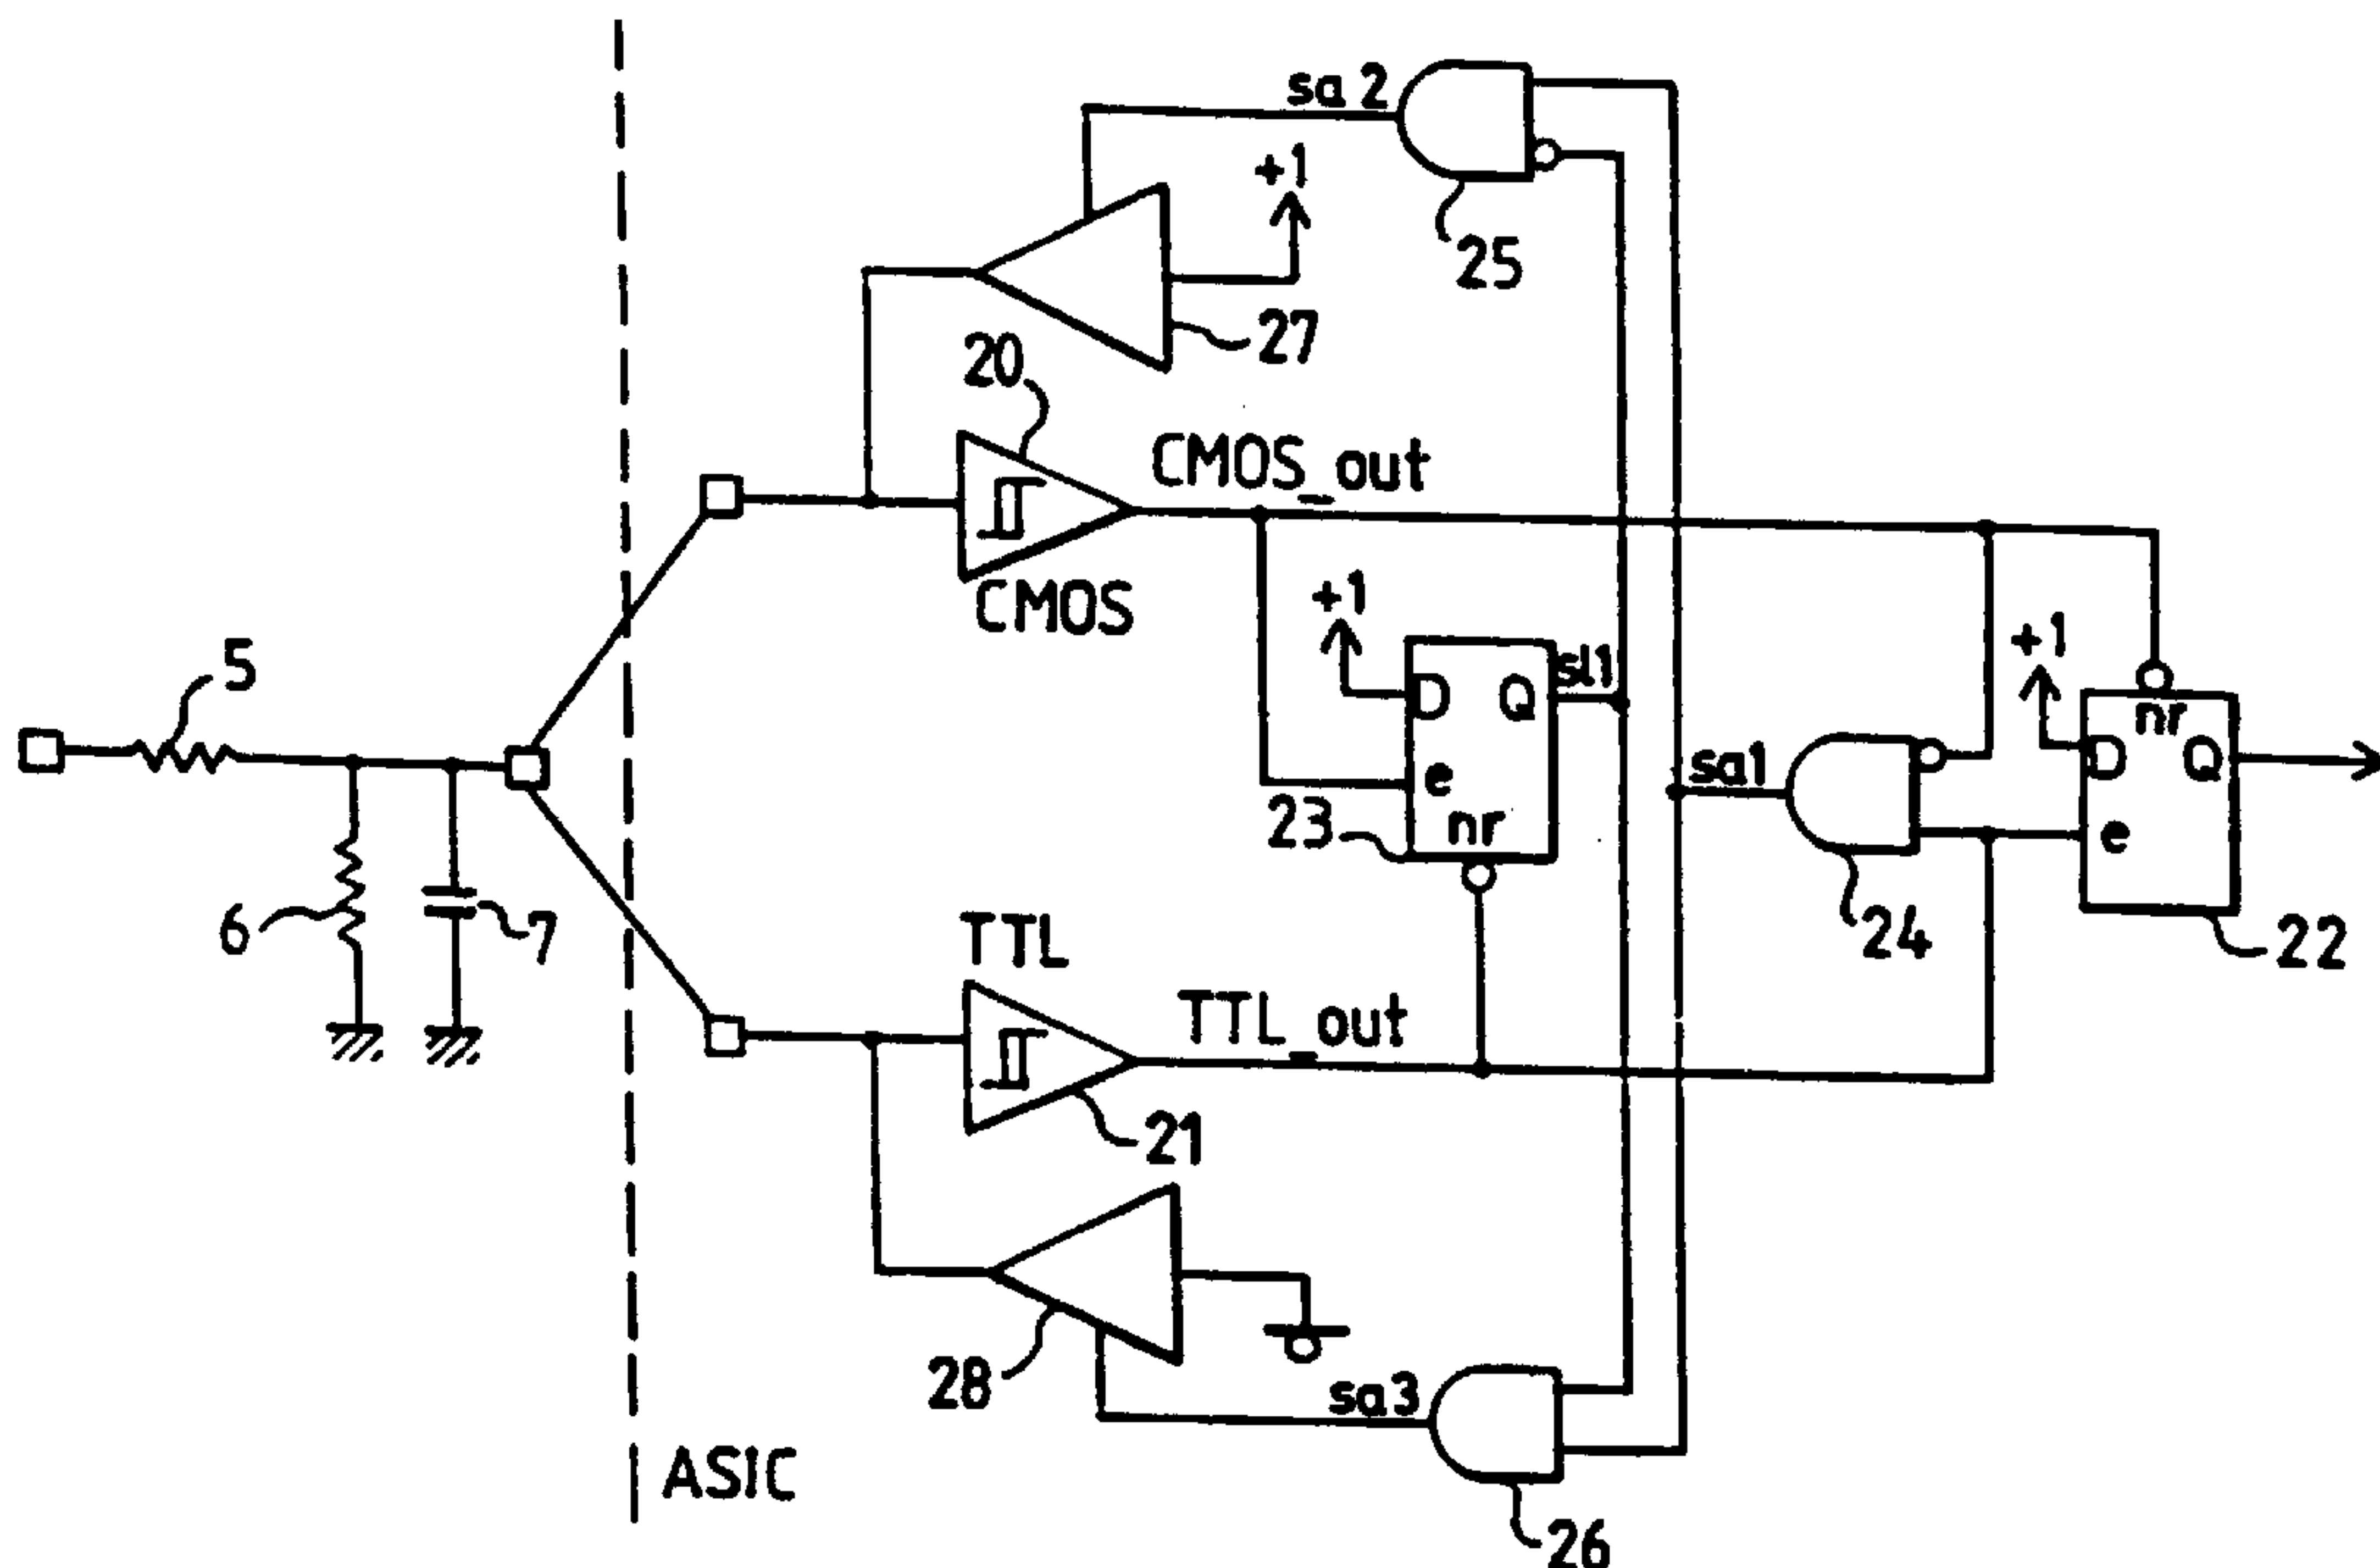 sa 2
+1
25
27
20
CMOS_out
CMOS
+1
5
D Q sl1
+1
nr
D Q
sa1
e
23
nr
e
6
7
24
22
TTL
TTL_out
21
28
sa3
ASIC
26